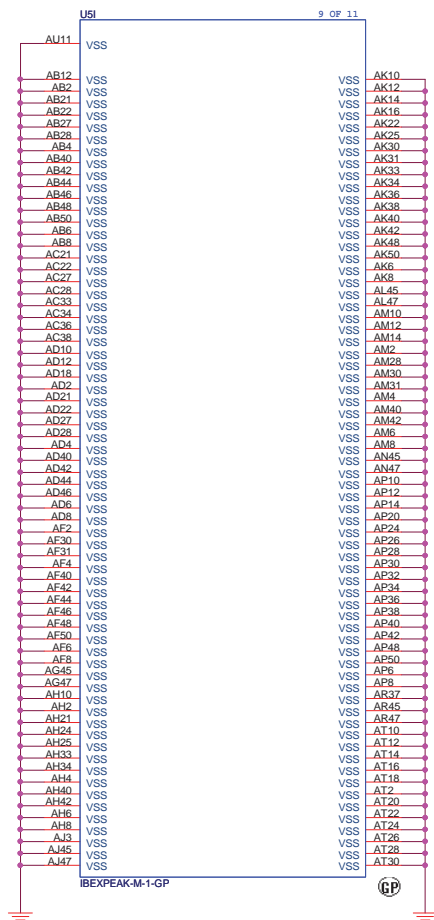 U5I 9 OF 11
AU11 VSS
AB12 VSS VSS AK10
AB2 VSS VSS AK12
AB21 VSS VSS AK14
AB22 VSS VSS AK16
AB27 VSS VSS AK22
AB28 VSS VSS AK25
AB4 VSS VSS AK30
AB40 VSS VSS AK31
AB42 VSS VSS AK33
AB44 VSS VSS AK34
AB46 VSS VSS AK36
AB48 VSS VSS AK38
AB50 VSS VSS AK40
AB6 VSS VSS AK42
AB8 VSS VSS AK48
AC21 VSS VSS AK50
AC22 VSS VSS AK6
AC27 VSS VSS AK8
AC28 VSS VSS AL45
AC33 VSS VSS AL47
AC34 VSS VSS AM10
AC36 VSS VSS AM12
AC38 VSS VSS AM14
AD10 VSS VSS AM2
AD12 VSS VSS AM28
AD18 VSS VSS AM30
AD2 VSS VSS AM31
AD21 VSS VSS AM4
AD22 VSS VSS AM40
AD27 VSS VSS AM42
AD28 VSS VSS AM6
AD4 VSS VSS AM8
AD40 VSS VSS AN45
AD42 VSS VSS AN47
AD44 VSS VSS AP10
AD46 VSS VSS AP12
AD6 VSS VSS AP14
AD8 VSS VSS AP20
AF2 VSS VSS AP24
AF30 VSS VSS AP26
AF31 VSS VSS AP28
AF4 VSS VSS AP30
AF40 VSS VSS AP32
AF42 VSS VSS AP34
AF44 VSS VSS AP36
AF46 VSS VSS AP38
AF48 VSS VSS AP40
AF50 VSS VSS AP42
AF6 VSS VSS AP48
AF8 VSS VSS AP50
AG45 VSS VSS AP6
AG47 VSS VSS AP8
AH10 VSS VSS AR37
AH2 VSS VSS AR45
AH21 VSS VSS AR47
AH24 VSS VSS AT10
AH25 VSS VSS AT12
AH33 VSS VSS AT14
AH34 VSS VSS AT16
AH4 VSS VSS AT18
AH40 VSS VSS AT2
AH42 VSS VSS AT20
AH6 VSS VSS AT22
AH8 VSS VSS AT24
AJ3 VSS VSS AT26
AJ45 VSS VSS AT28
AJ47 VSS VSS AT30
IBEXPEAK-M-1-GP GP